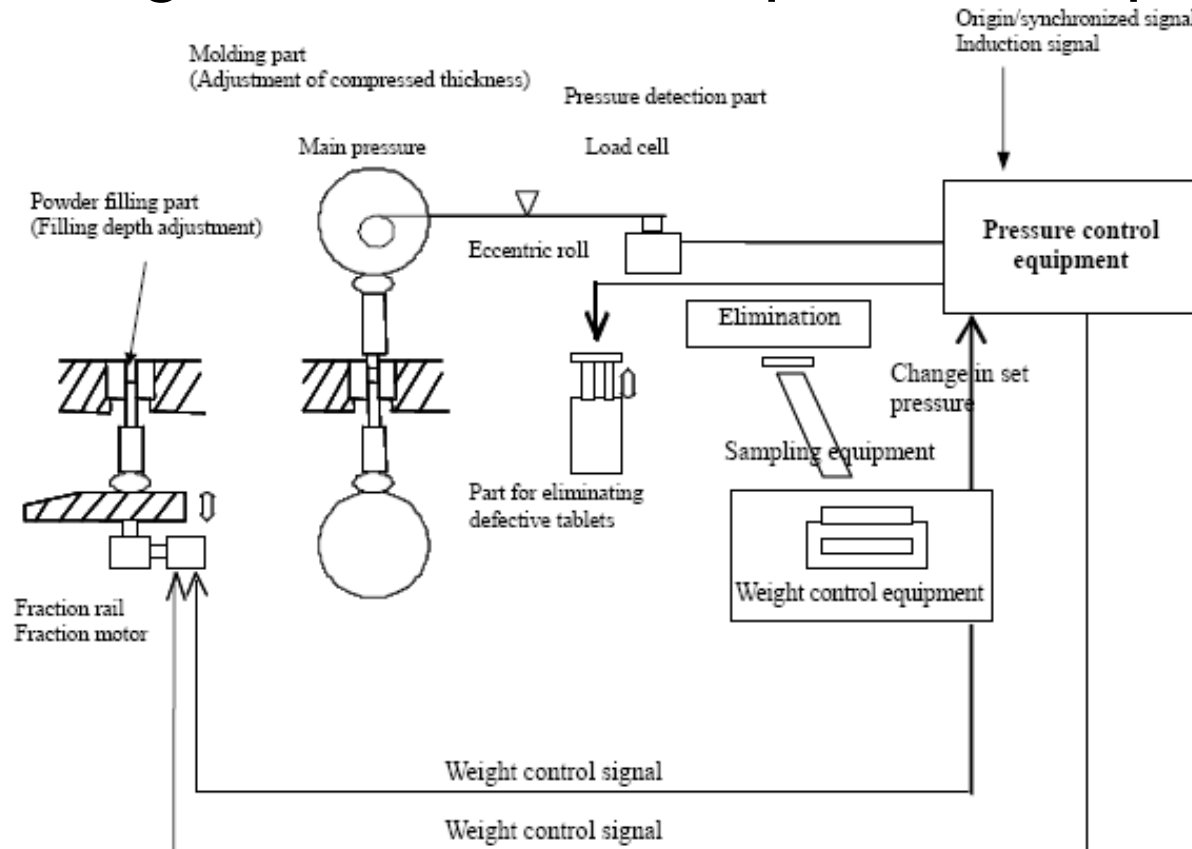 Origin/synchronized signal
Induction signal
Molding part
(Adjustment of compressed thickness)
Pressure detection part
Main pressure
Load cell
Powder filling part
(Filling depth adjustment)
Eccentric roll
Pressure control
equipment
Elimination
Change in set
pressure
Sampling equipment
Part for eliminating
defective tablets
Weight control equipment
Fraction rail
Fraction motor
Weight control signal
Weight control signal